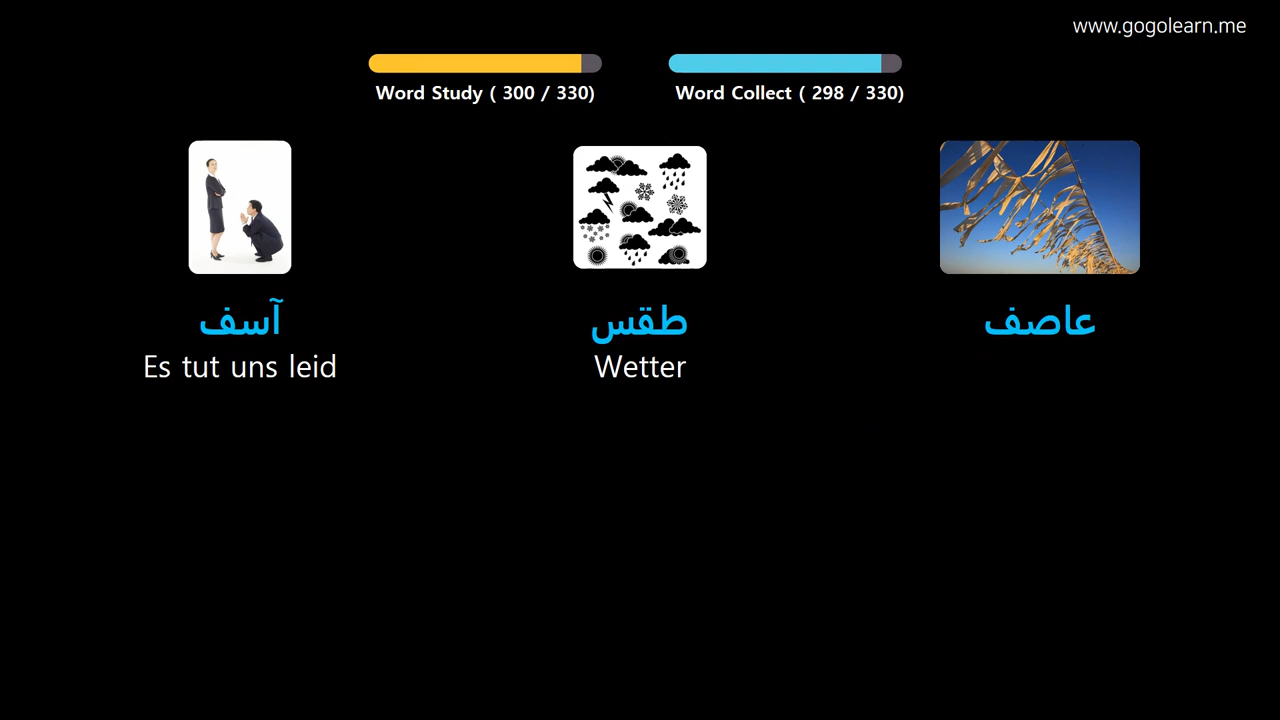 www.gogolearn.me
Word Study ( 300 / 330)
Word Collect ( 298 / 330)
آسف
Es tut uns leid
طقس
Wetter
عاصف